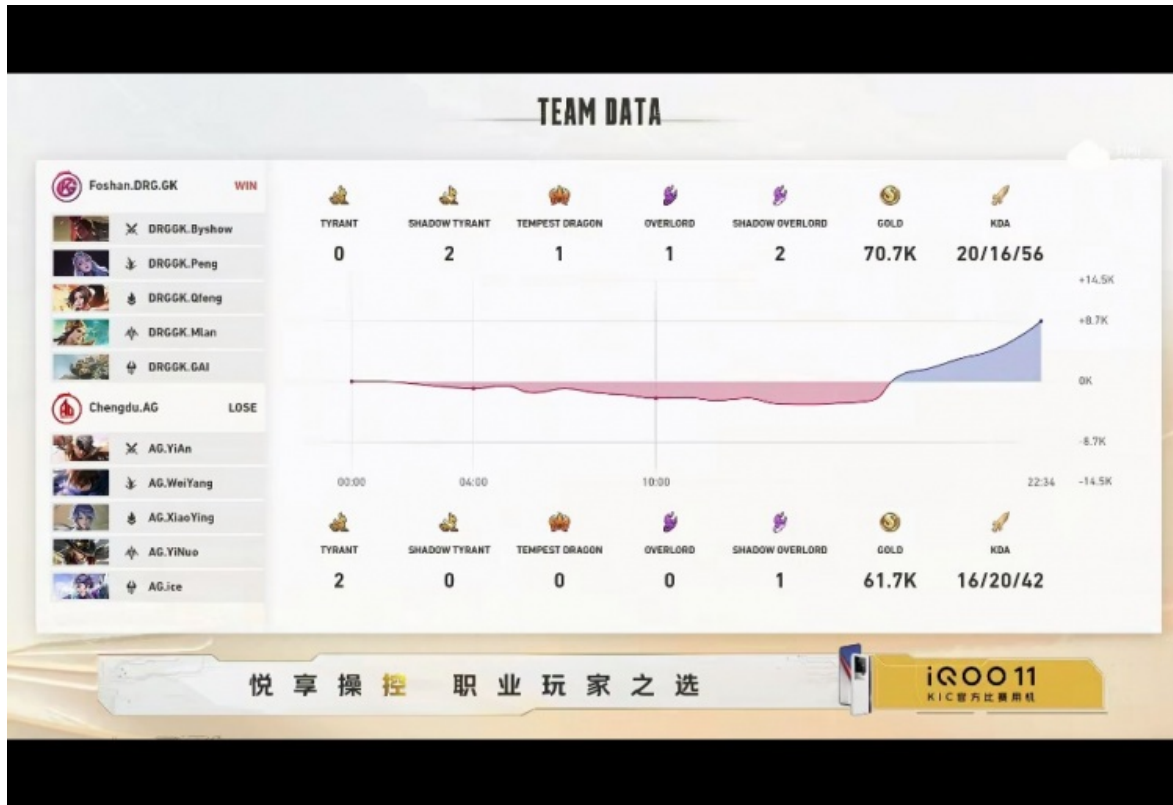 TEAM DATA
Foshan.DRG.GK WIN
DRGGK.Byshow
DRGGK.Peng
DRGGK.Qfeng
DRGGK.Mlan
DRGGK.GAI
Chengdu.AG LOSE
AG.YiAn
AG.WeiYang
AG.XiaoYing
AG.YiNuo
AG.ice
TYRANT SHADOW TYRANT TEMPEST DRAGON OVERLORD SHADOW OVERLORD GOLD KDA
0 2 1 1 2 70.7K 20/16/56
+14.5K
+8.7K
0K
-8.7K
-14.5K
00:00 04:00 10:00 22:34
TYRANT SHADOW TYRANT TEMPEST DRAGON OVERLORD SHADOW OVERLORD GOLD KDA
2 0 0 0 1 61.7K 16/20/42
悦享操控 职业玩家之选
iQOO 11
KIC官方比赛用机